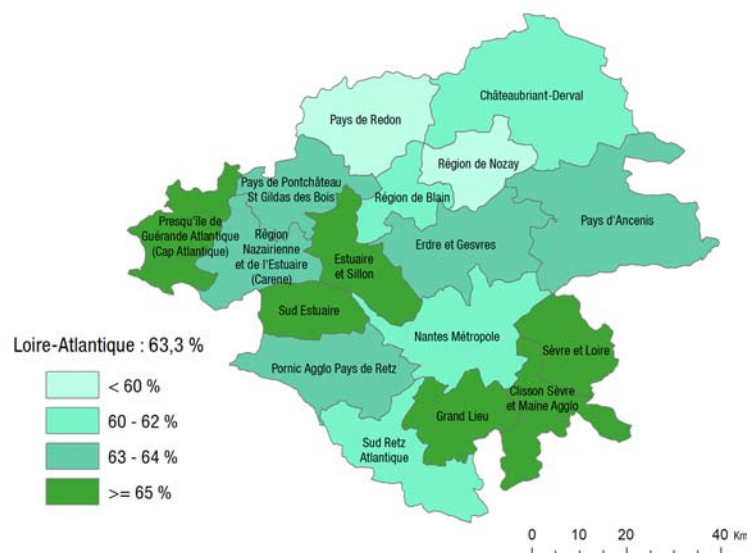 Châteaubriant-Derval
Pays de Redon
Région de Nozay
Pays de Pontchâteau
St Gildas des Bois
Région de Blain
Presqu'île de
Guérande Atlantique
(Cap Atlantique)
Région
Nazairienne
et de l'Estuaire
(Carene)
Estuaire
et Sillon
Erdre et Gesvres
Pays d'Ancenis
Sud Estuaire
Nantes Métropole
Sèvre et Loire
Pornic Agglo Pays de Retz
Clisson Sèvre
et Maine Agglo
Grand Lieu
Sud Retz
Atlantique
Loire-Atlantique : 63,3 %
< 60 %
60 - 62 %
63 - 64 %
>= 65 %
0 10 20 40 Km